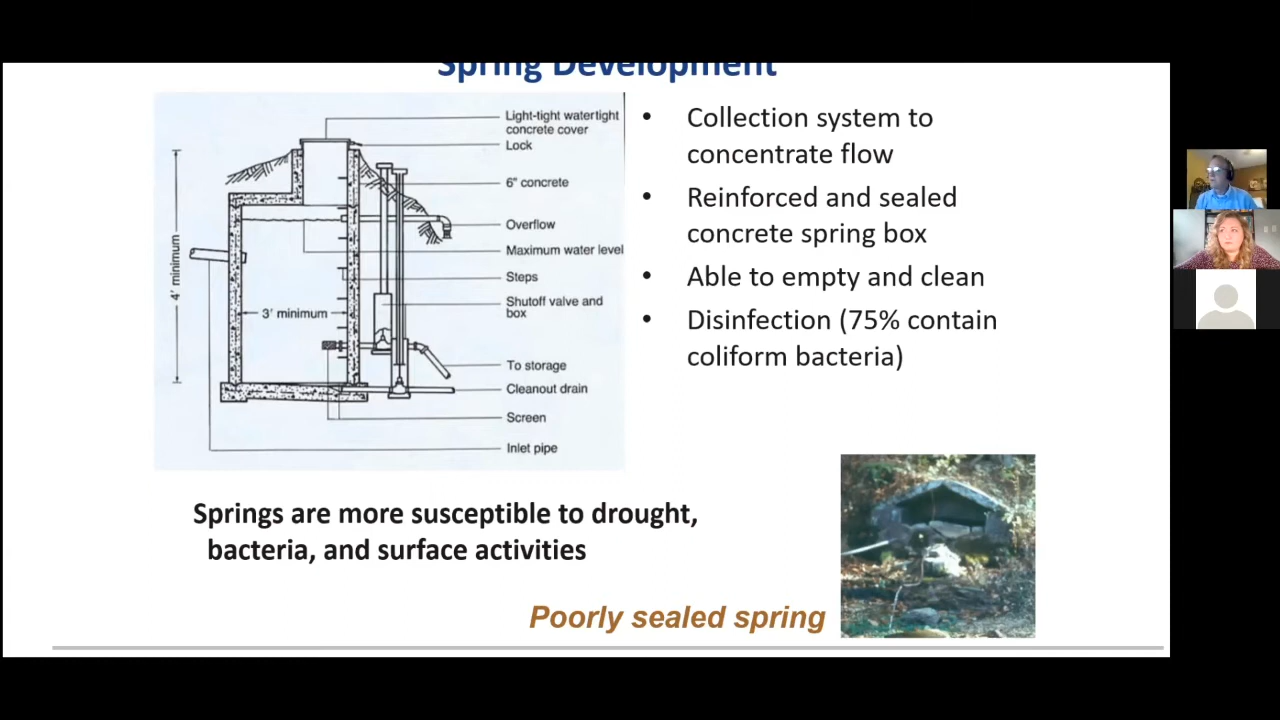 Spring Development
Light-tight watertight
concrete cover
Lock
6" concrete
Overflow
Maximum water level
Steps
Shutoff valve and
box
To storage
Cleanout drain
Screen
Inlet pipe
4' minimum
3' minimum
• Collection system to
concentrate flow
• Reinforced and sealed
concrete spring box
• Able to empty and clean
• Disinfection (75% contain
coliform bacteria)
Springs are more susceptible to drought,
bacteria, and surface activities
Poorly sealed spring